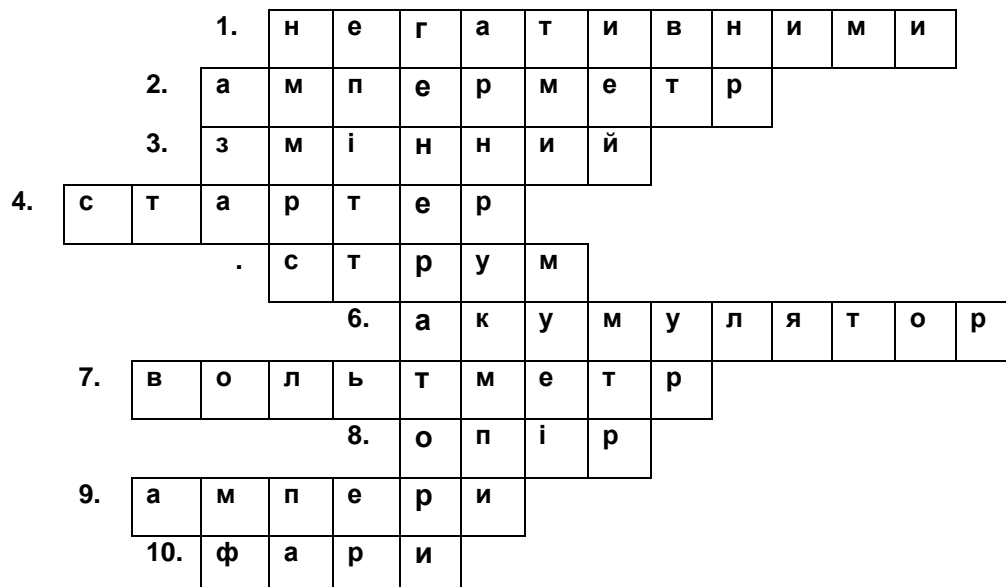 1. н е г а т и в н и м и
2. а м п е р м е т р
3. з м і н н и й
4. с т а р т е р
. с т р у м
6. а к у м у л я т о р
7. в о л ь т м е т р
8. о п і р
9. а м п е р и
10. ф а р и